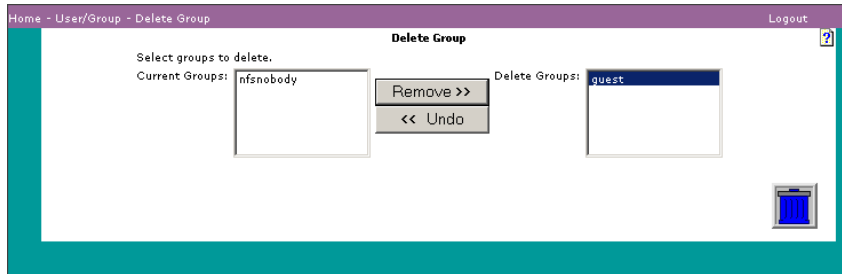 Home - User/Group - Delete Group Logout
Delete Group
?
Select groups to delete.
Current Groups: nfsnobody
Remove >>
<< Undo
Delete Groups: guest